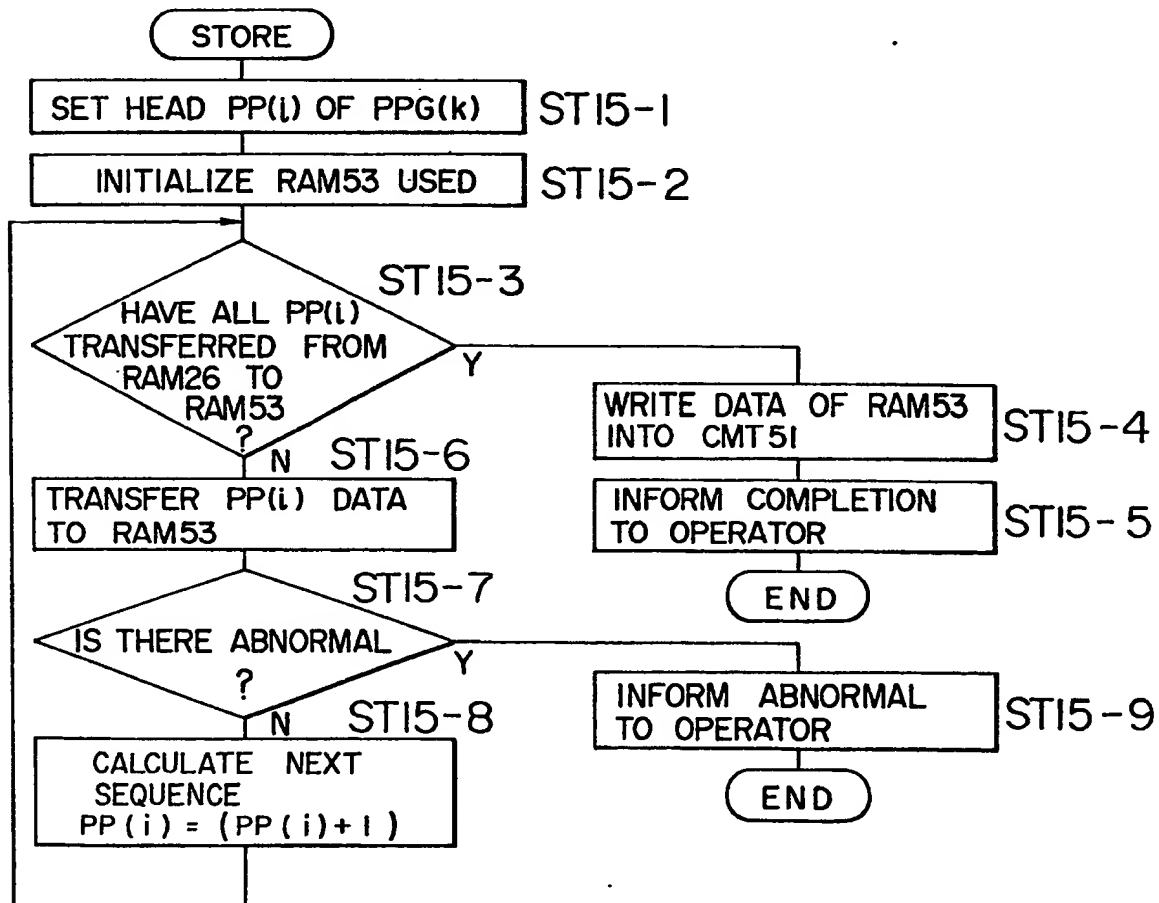 STORE
SET HEAD PP(i) OF PPG(k)
ST15-1
INITIALIZE RAM53 USED
ST15-2
ST15-3
HAVE ALL PP(i)
TRANSFERRED FROM
RAM26 TO
RAM53
?
Y
N
WRITE DATA OF RAM53
INTO CMT51
ST15-4
INFORM COMPLETION
TO OPERATOR
ST15-5
END
ST15-6
TRANSFER PP(i) DATA
TO RAM53
ST15-7
IS THERE ABNORMAL
?
Y
N
INFORM ABNORMAL
TO OPERATOR
ST15-9
END
ST15-8
CALCULATE NEXT
SEQUENCE
PP(i) = (PP(i)+1)